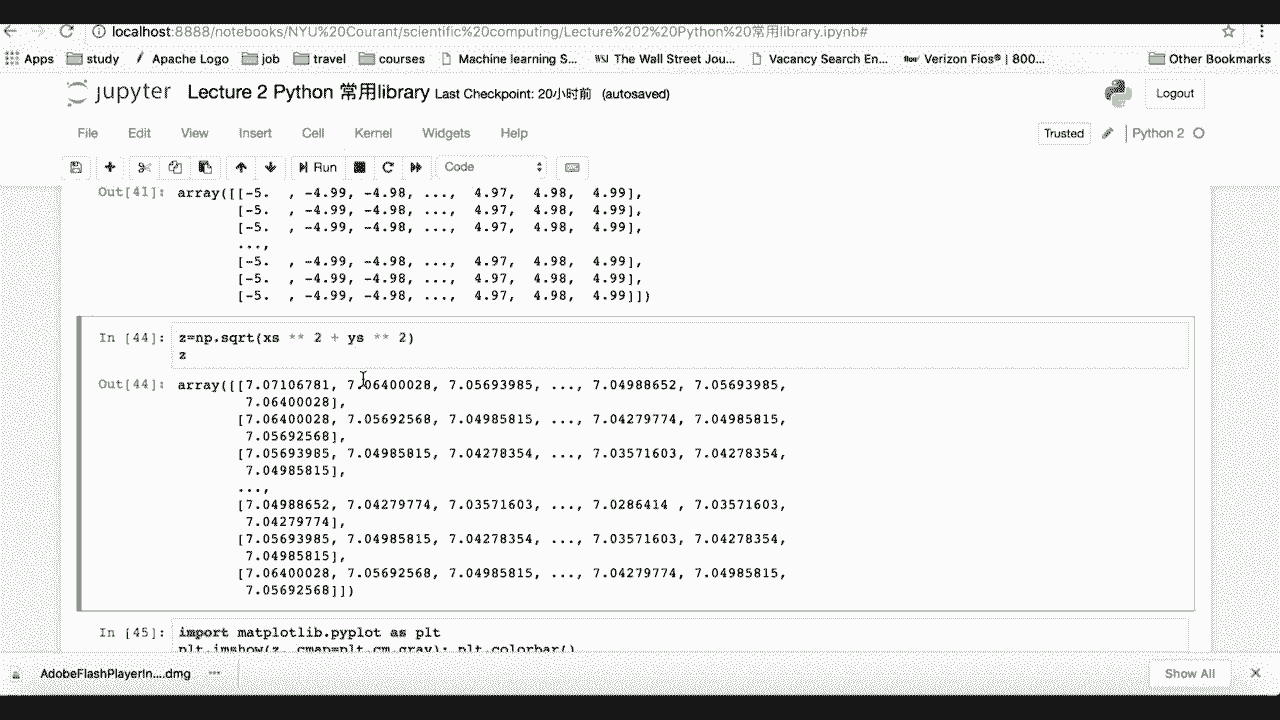 localhost:8888/notebooks/NYU%20Courant/scientific%20computing/Lecture%202%20Python%20常用library.ipynb#
Apps study Apache Logo job travel courses Machine learning S... WSJ The Wall Street Jou... Vacancy Search En... Verizon Fios® | 800... Other Bookmarks
jupyter Lecture 2 Python 常用library Last Checkpoint: 20小时前 (autosaved) Logout
File Edit View Insert Cell Kernel Widgets Help Trusted Python 2
Run Code
Out[41]: array([[-5.  , -4.99, -4.98, ...,  4.97,  4.98,  4.99],
[-5.  , -4.99, -4.98, ...,  4.97,  4.98,  4.99],
[-5.  , -4.99, -4.98, ...,  4.97,  4.98,  4.99],
...,
[-5.  , -4.99, -4.98, ...,  4.97,  4.98,  4.99],
[-5.  , -4.99, -4.98, ...,  4.97,  4.98,  4.99],
[-5.  , -4.99, -4.98, ...,  4.97,  4.98,  4.99]])
In [44]: z=np.sqrt(xs ** 2 + ys ** 2)
z
Out[44]: array([[7.07106781, 7.06400028, 7.05693985, ..., 7.04988652, 7.05693985,
7.06400028],
[7.06400028, 7.05692568, 7.04985815, ..., 7.04279774, 7.04985815,
7.05692568],
[7.05693985, 7.04985815, 7.04278354, ..., 7.03571603, 7.04278354,
7.04985815],
...,
[7.04988652, 7.04279774, 7.03571603, ..., 7.0286414 , 7.03571603,
7.04279774],
[7.05693985, 7.04985815, 7.04278354, ..., 7.03571603, 7.04278354,
7.04985815],
[7.06400028, 7.05692568, 7.04985815, ..., 7.04279774, 7.04985815,
7.05692568]])
In [45]: import matplotlib.pyplot as plt
plt.imshow(z, cmap=plt.cm.gray); plt.colorbar()
AdobeFlashPlayerIn....dmg Show All